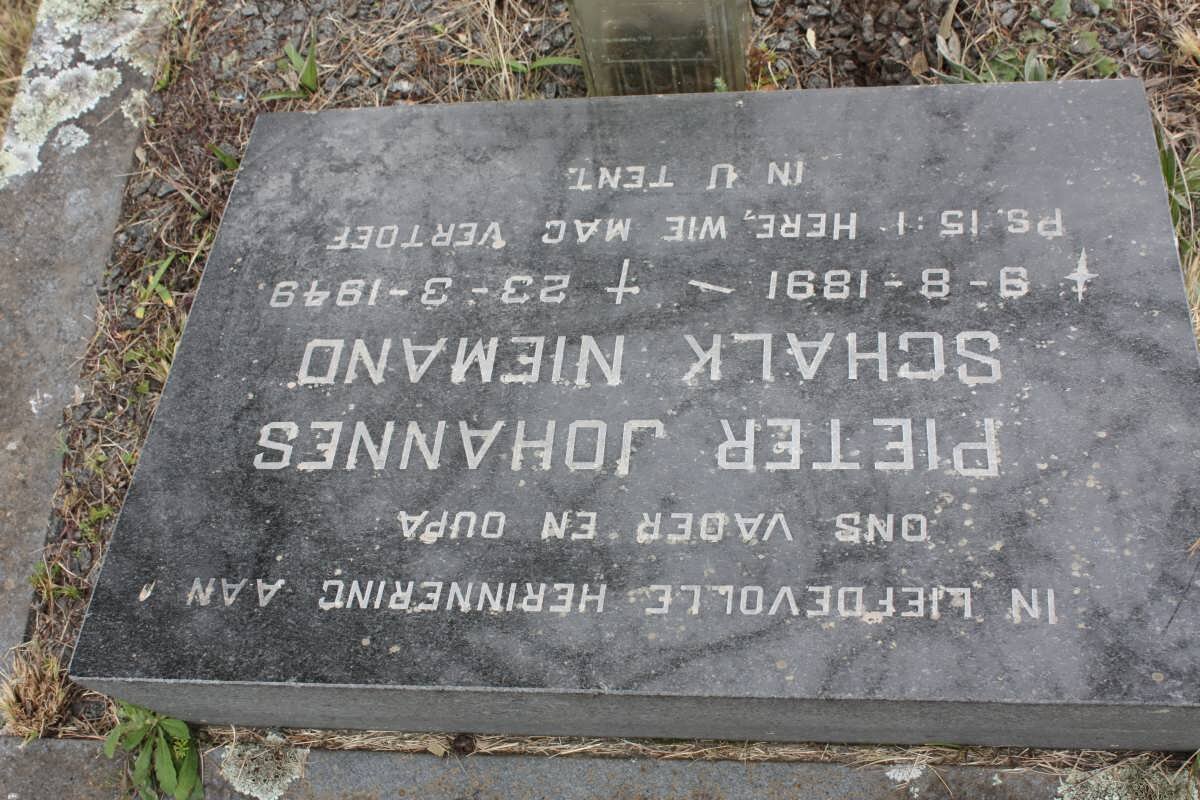 IN LIEFDEVOLLE HERINNERING AAN
ONS VADER EN OUPA
PIETER JOHANNES
SCHALK NIEMAND
9-8-1891 — † 23-3-1949
PS. 15:1 HERE, WIE MAG VERTOEF
IN U TENT.